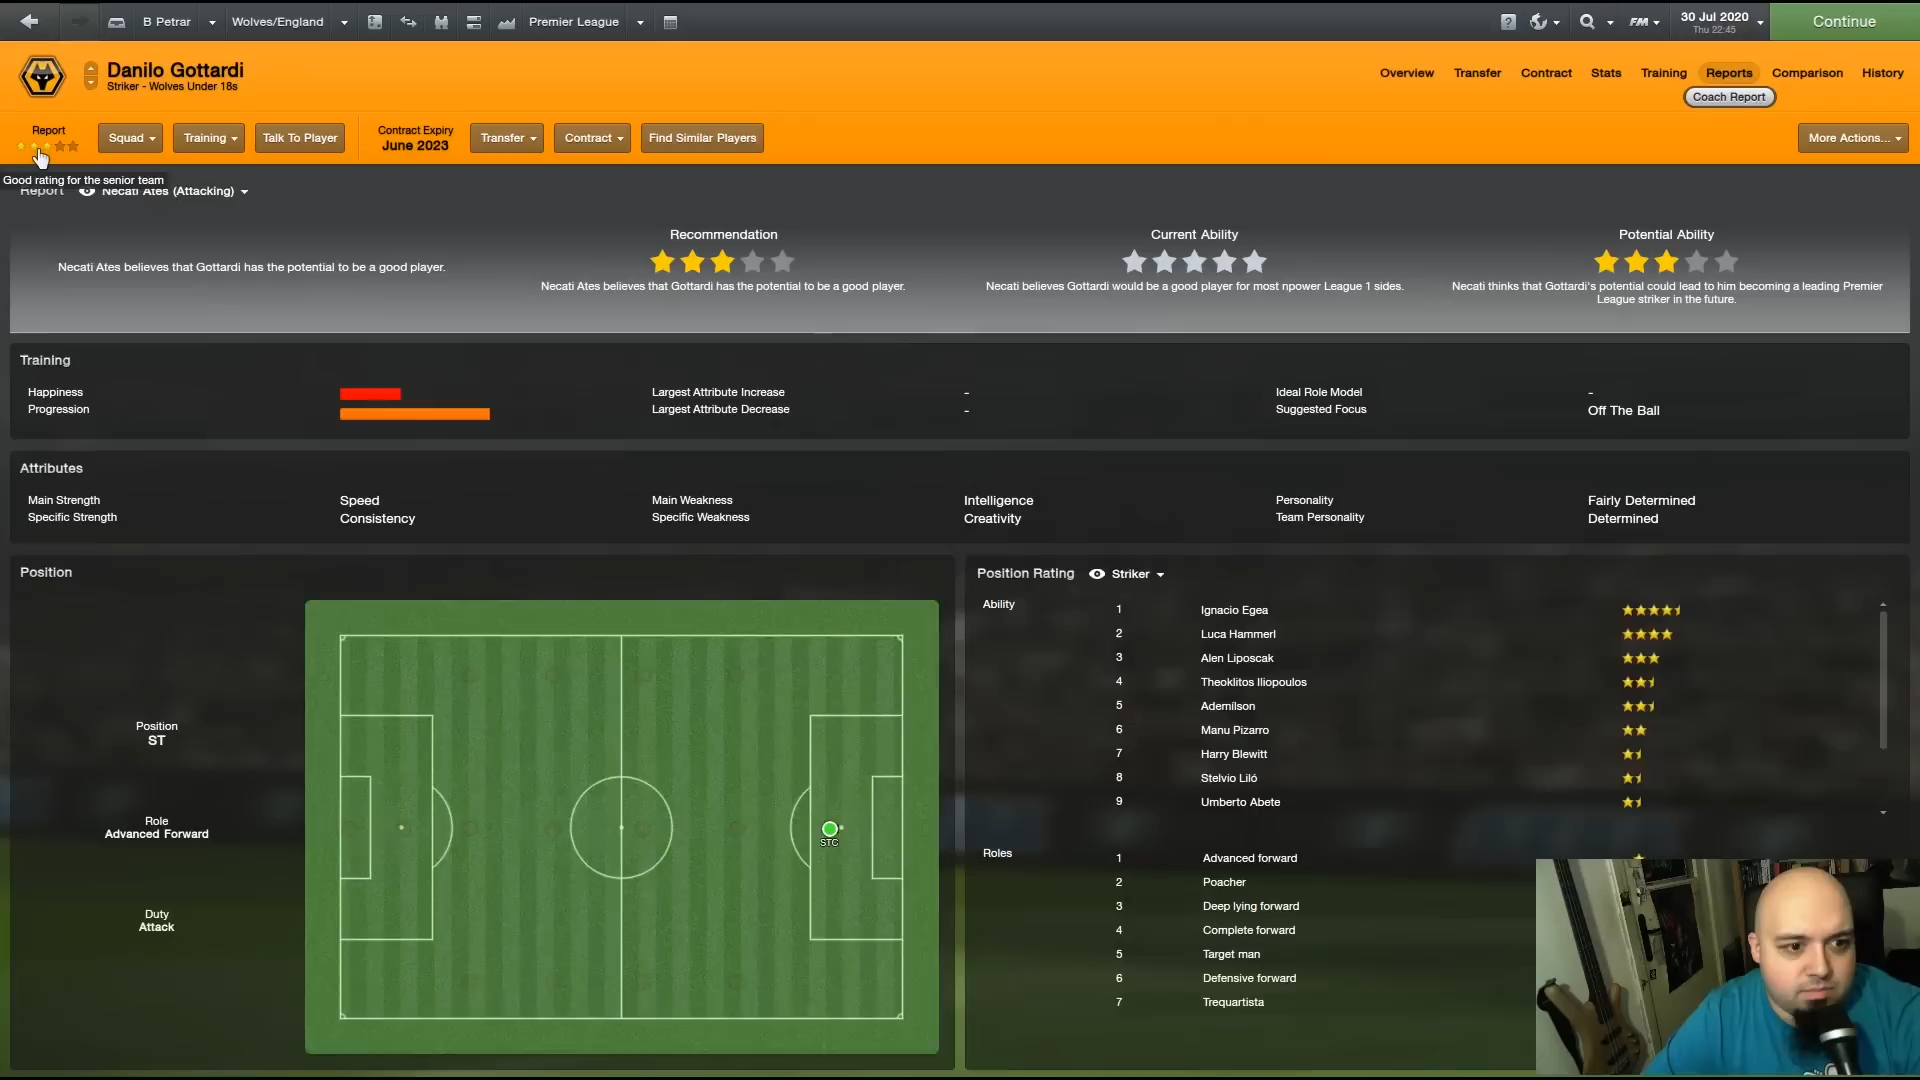 B Petrar
Wolves/England
Premier League
?
FM
30 Jul 2020
Thu 22:45
Continue
Danilo Gottardi
Striker - Wolves Under 18s
Overview
Transfer
Contract
Stats
Training
Reports
Comparison
History
Coach Report
Report
Squad
Training
Talk To Player
Contract Expiry
June 2023
Transfer
Contract
Find Similar Players
More Actions...
Good rating for the senior team
Report
Necati Ates (Attacking)
Recommendation
Current Ability
Potential Ability
Necati Ates believes that Gottardi has the potential to be a good player.
Necati Ates believes that Gottardi has the potential to be a good player.
Necati believes Gottardi would be a good player for most npower League 1 sides.
Necati thinks that Gottardi's potential could lead to him becoming a leading Premier
League striker in the future.
Training
Happiness
Largest Attribute Increase -
Ideal Role Model -
Progression
Largest Attribute Decrease -
Suggested Focus Off The Ball
Attributes
Main Strength Speed
Main Weakness Intelligence
Personality Fairly Determined
Specific Strength Consistency
Specific Weakness Creativity
Team Personality Determined
Position
Position
ST
Role
Advanced Forward
Duty
Attack
STC
Position Rating Striker
Ability
1 Ignacio Egea
2 Luca Hammerl
3 Alen Liposcak
4 Theoklitos Iliopoulos
5 Ademílson
6 Manu Pizarro
7 Harry Blewitt
8 Stelvio Liló
9 Umberto Abete
Roles
1 Advanced forward
2 Poacher
3 Deep lying forward
4 Complete forward
5 Target man
6 Defensive forward
7 Trequartista